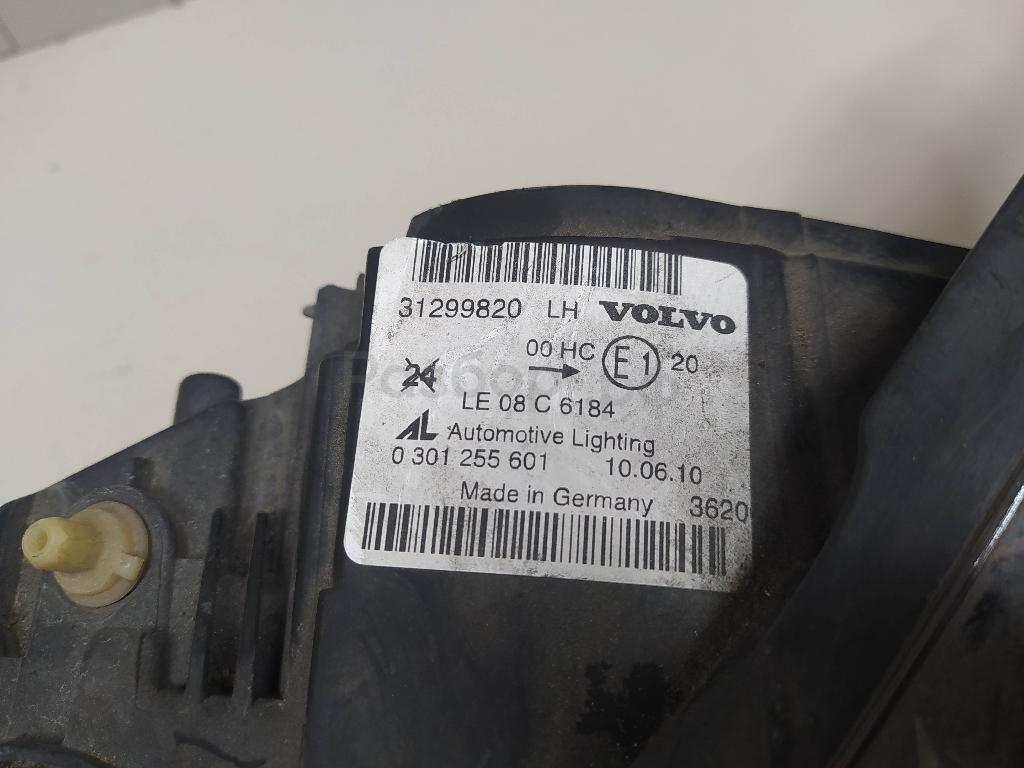 31299820 LH VOLVO
00 HC E1 20
24
LE 08 C 6184
AL Automotive Lighting
0 301 255 601 10.06.10
Made in Germany 3620